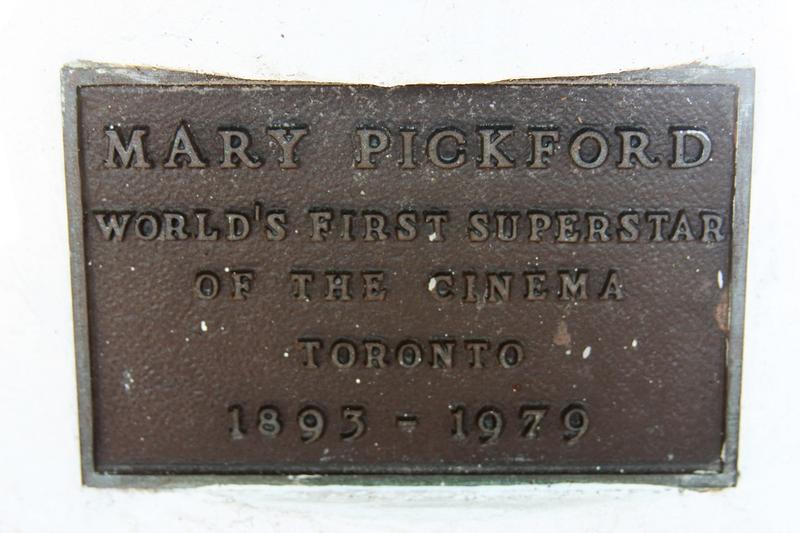 MARY PICKFORD
WORLD'S FIRST SUPERSTAR
OF THE CINEMA
TORONTO
1893 - 1979